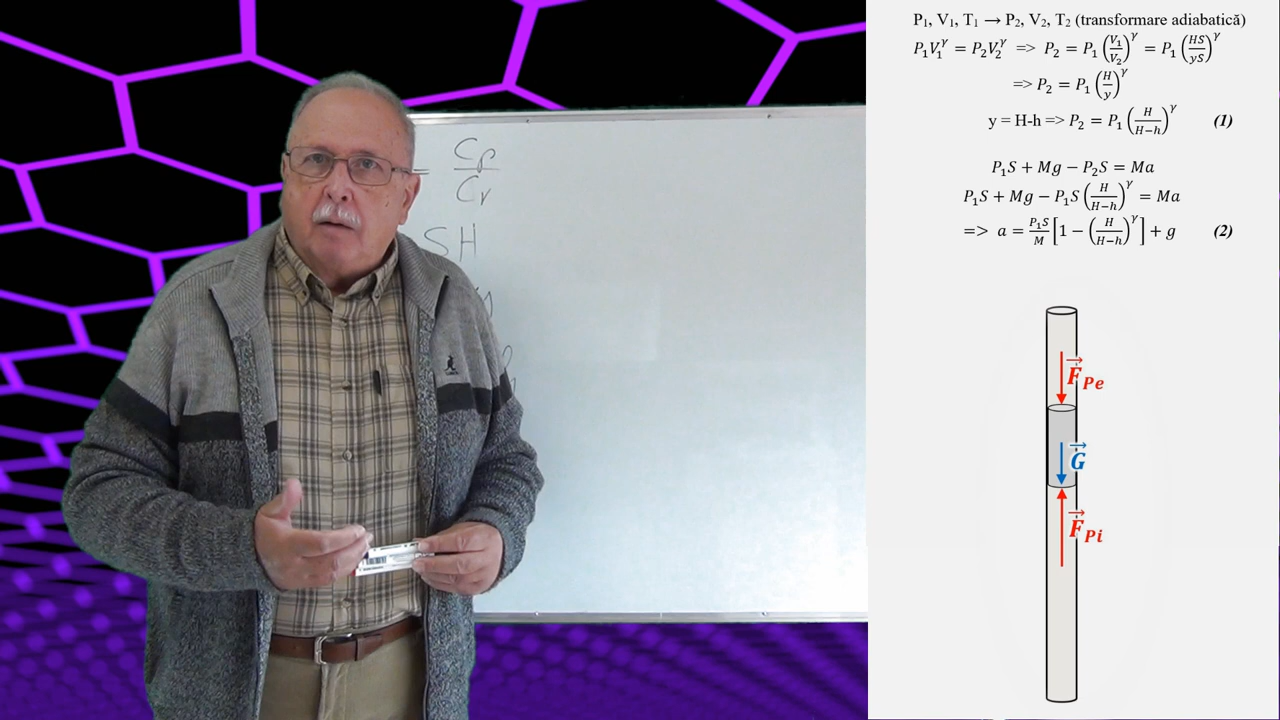 = Cp / Cv
SH
P₁, V₁, T₁ → P₂, V₂, T₂ (transformare adiabatică)
P₁V₁^γ = P₂V₂^γ => P₂ = P₁ (V₁/V₂)^γ = P₁ (HS/yS)^γ
=> P₂ = P₁ (H/y)^γ
y = H-h => P₂ = P₁ (H/(H−h))^γ (1)
P₁S + Mg − P₂S = Ma
P₁S + Mg − P₁S (H/(H−h))^γ = Ma
=> a = P₁S/M [1 − (H/(H−h))^γ] + g (2)
F⃗ Pe
G⃗
F⃗ Pi